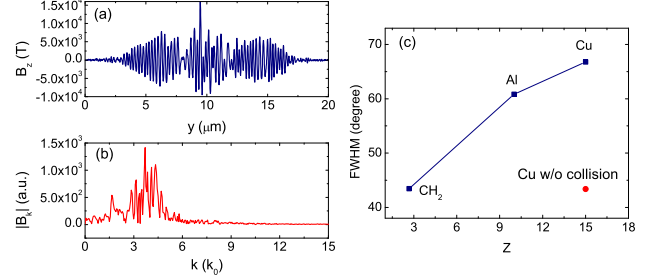 (a)
1.5x10⁴
1.0x10⁴
5.0x10³
0.0
-5.0x10³
-1.0x10⁴
B_z (T)
0 5 10 15 20
y (μm)
(b)
1.5x10³
1.0x10³
5.0x10²
0.0
|B_k| (a.u.)
0 3 6 9 12 15
k (k₀)
(c)
70
60
50
40
FWHM (degree)
Cu
Al
CH₂
Cu w/o collision
3 6 9 12 15 18
Z